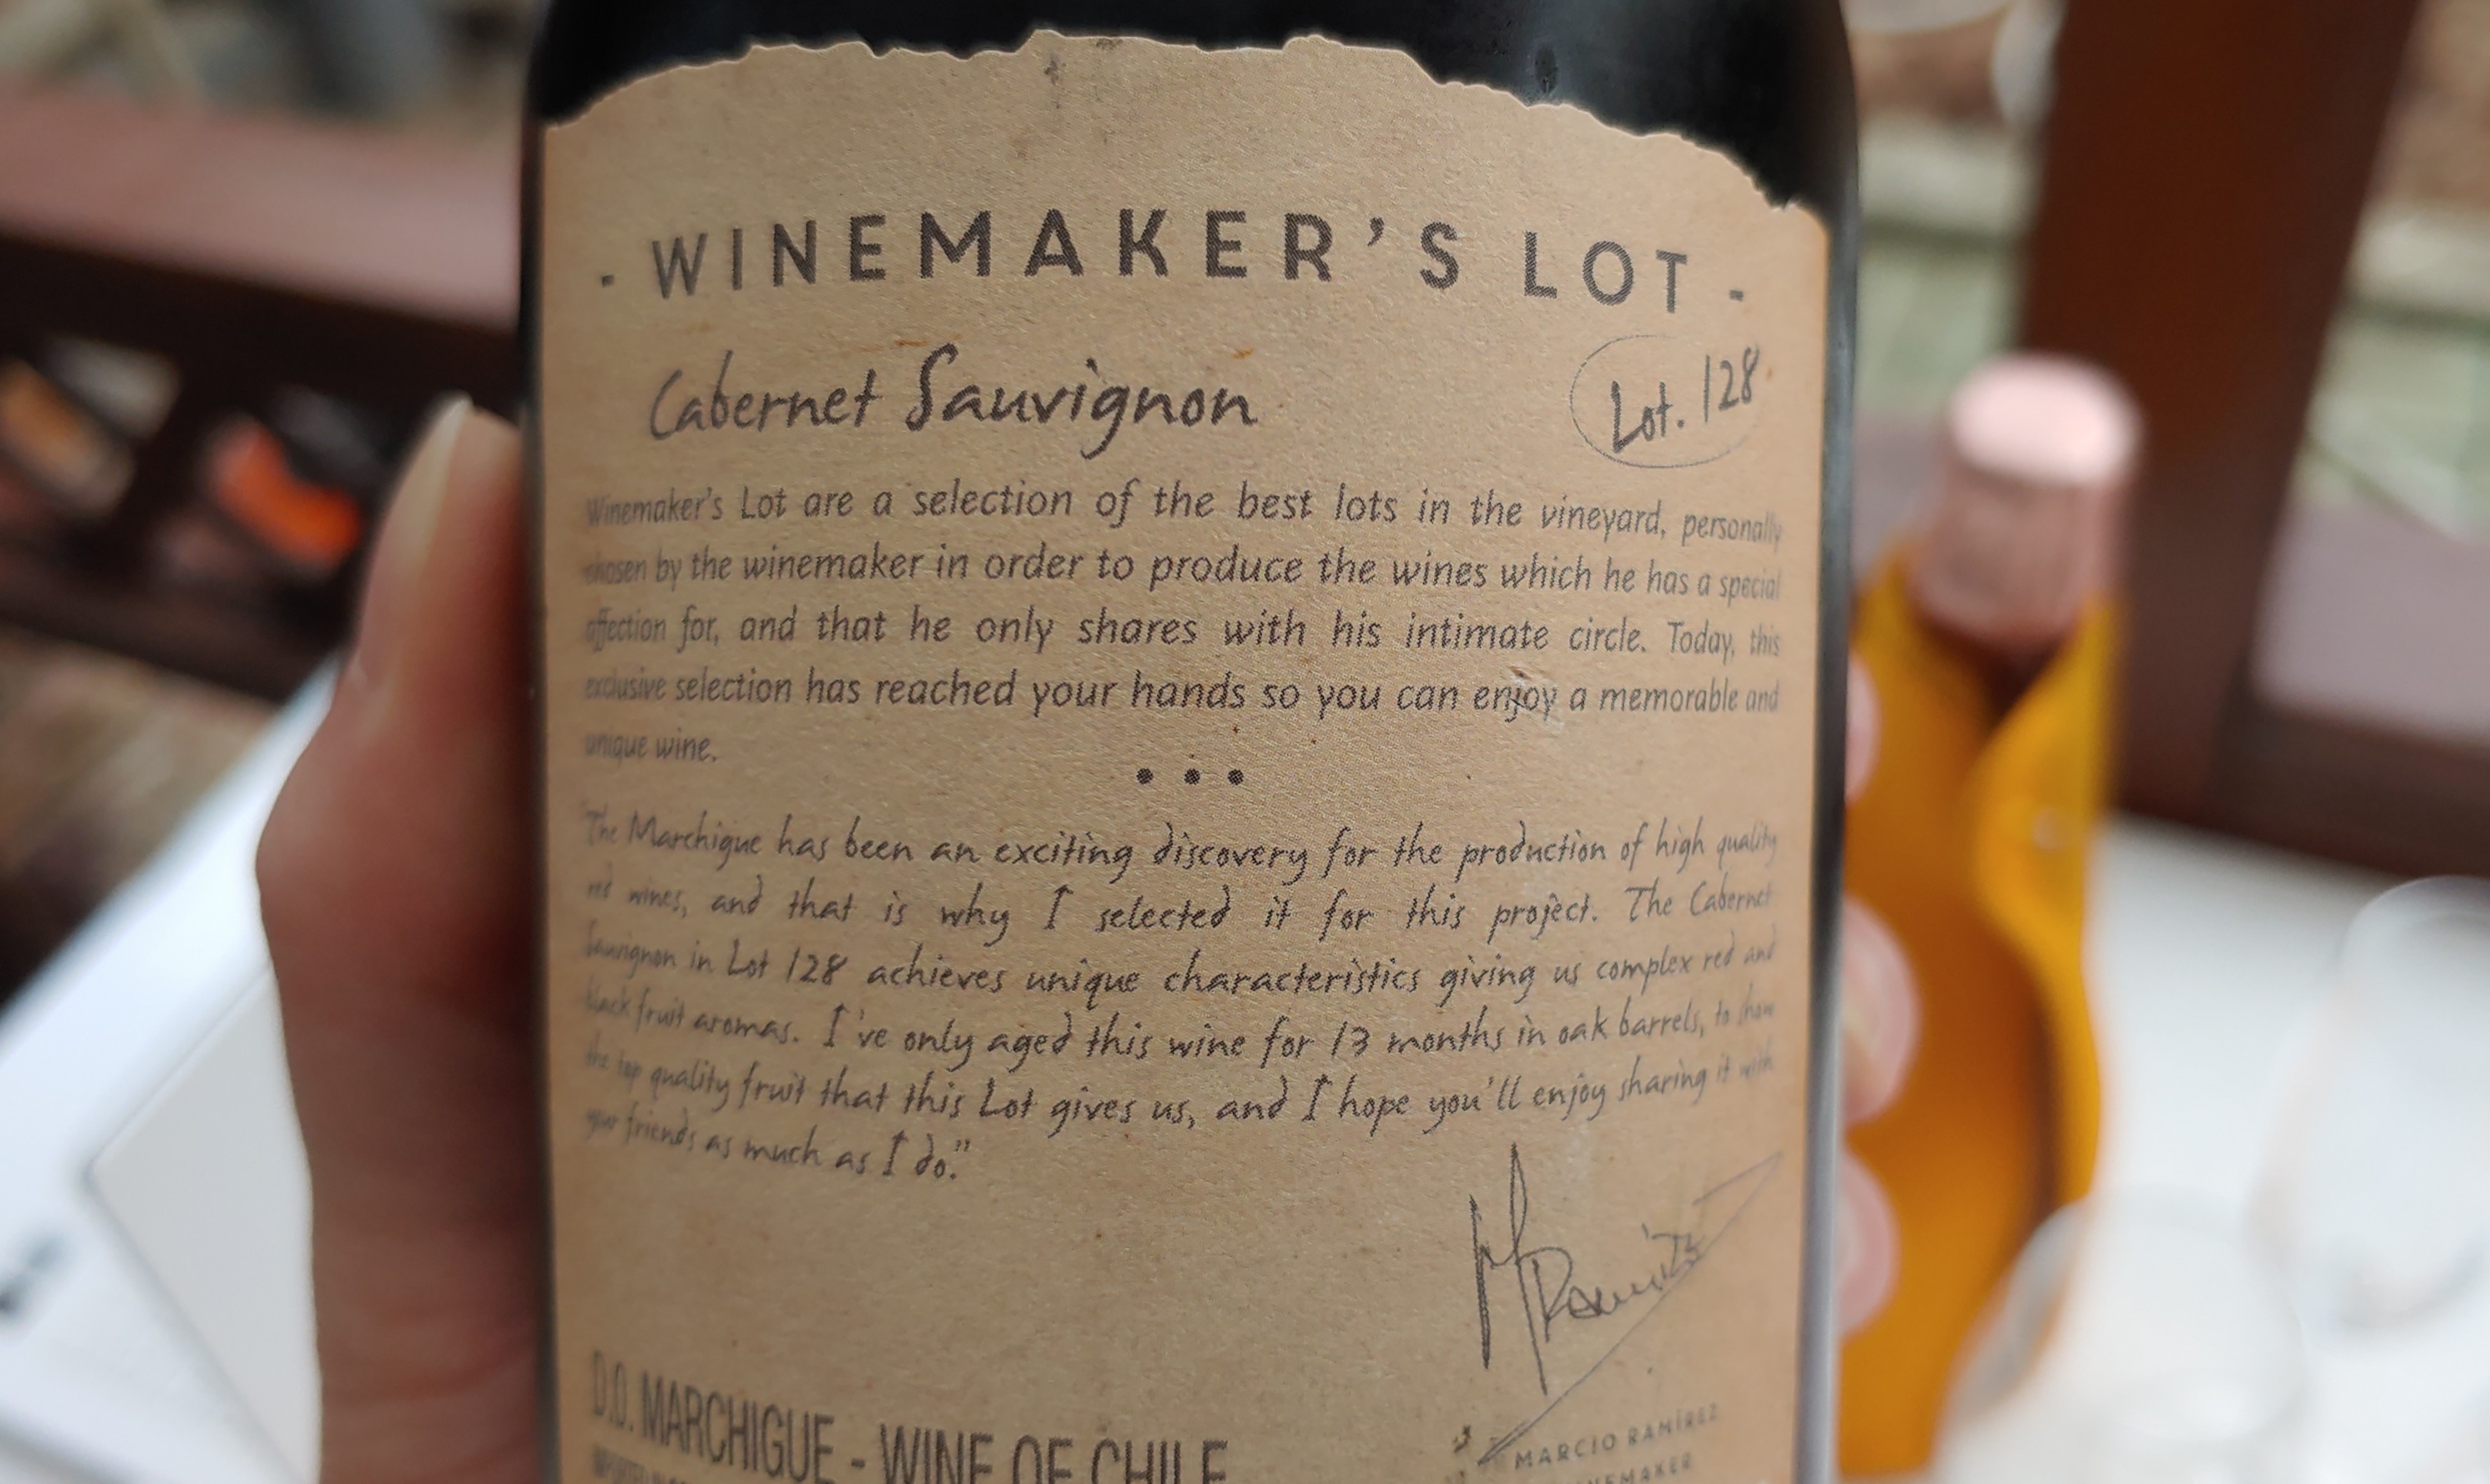 - WINEMAKER'S LOT -
Cabernet Sauvignon
Lot. 128
Winemaker's Lot are a selection of the best lots in the vineyard, personally
chosen by the winemaker in order to produce the wines which he has a special
affection for, and that he only shares with his intimate circle. Today, this
exclusive selection has reached your hands so you can enjoy a memorable and
unique wine.
• • •
"The Marchigue has been an exciting discovery for the production of high quality
red wines, and that is why I selected it for this project. The Cabernet
Sauvignon in Lot 128 achieves unique characteristics giving us complex red and
black fruit aromas. I've only aged this wine for 13 months in oak barrels, to show
the top quality fruit that this Lot gives us, and I hope you'll enjoy sharing it with
your friends as much as I do."
MRamírez
D.O. MARCHIGUE - WINE OF CHILE
MARCIO RAMÍREZ
WINEMAKER